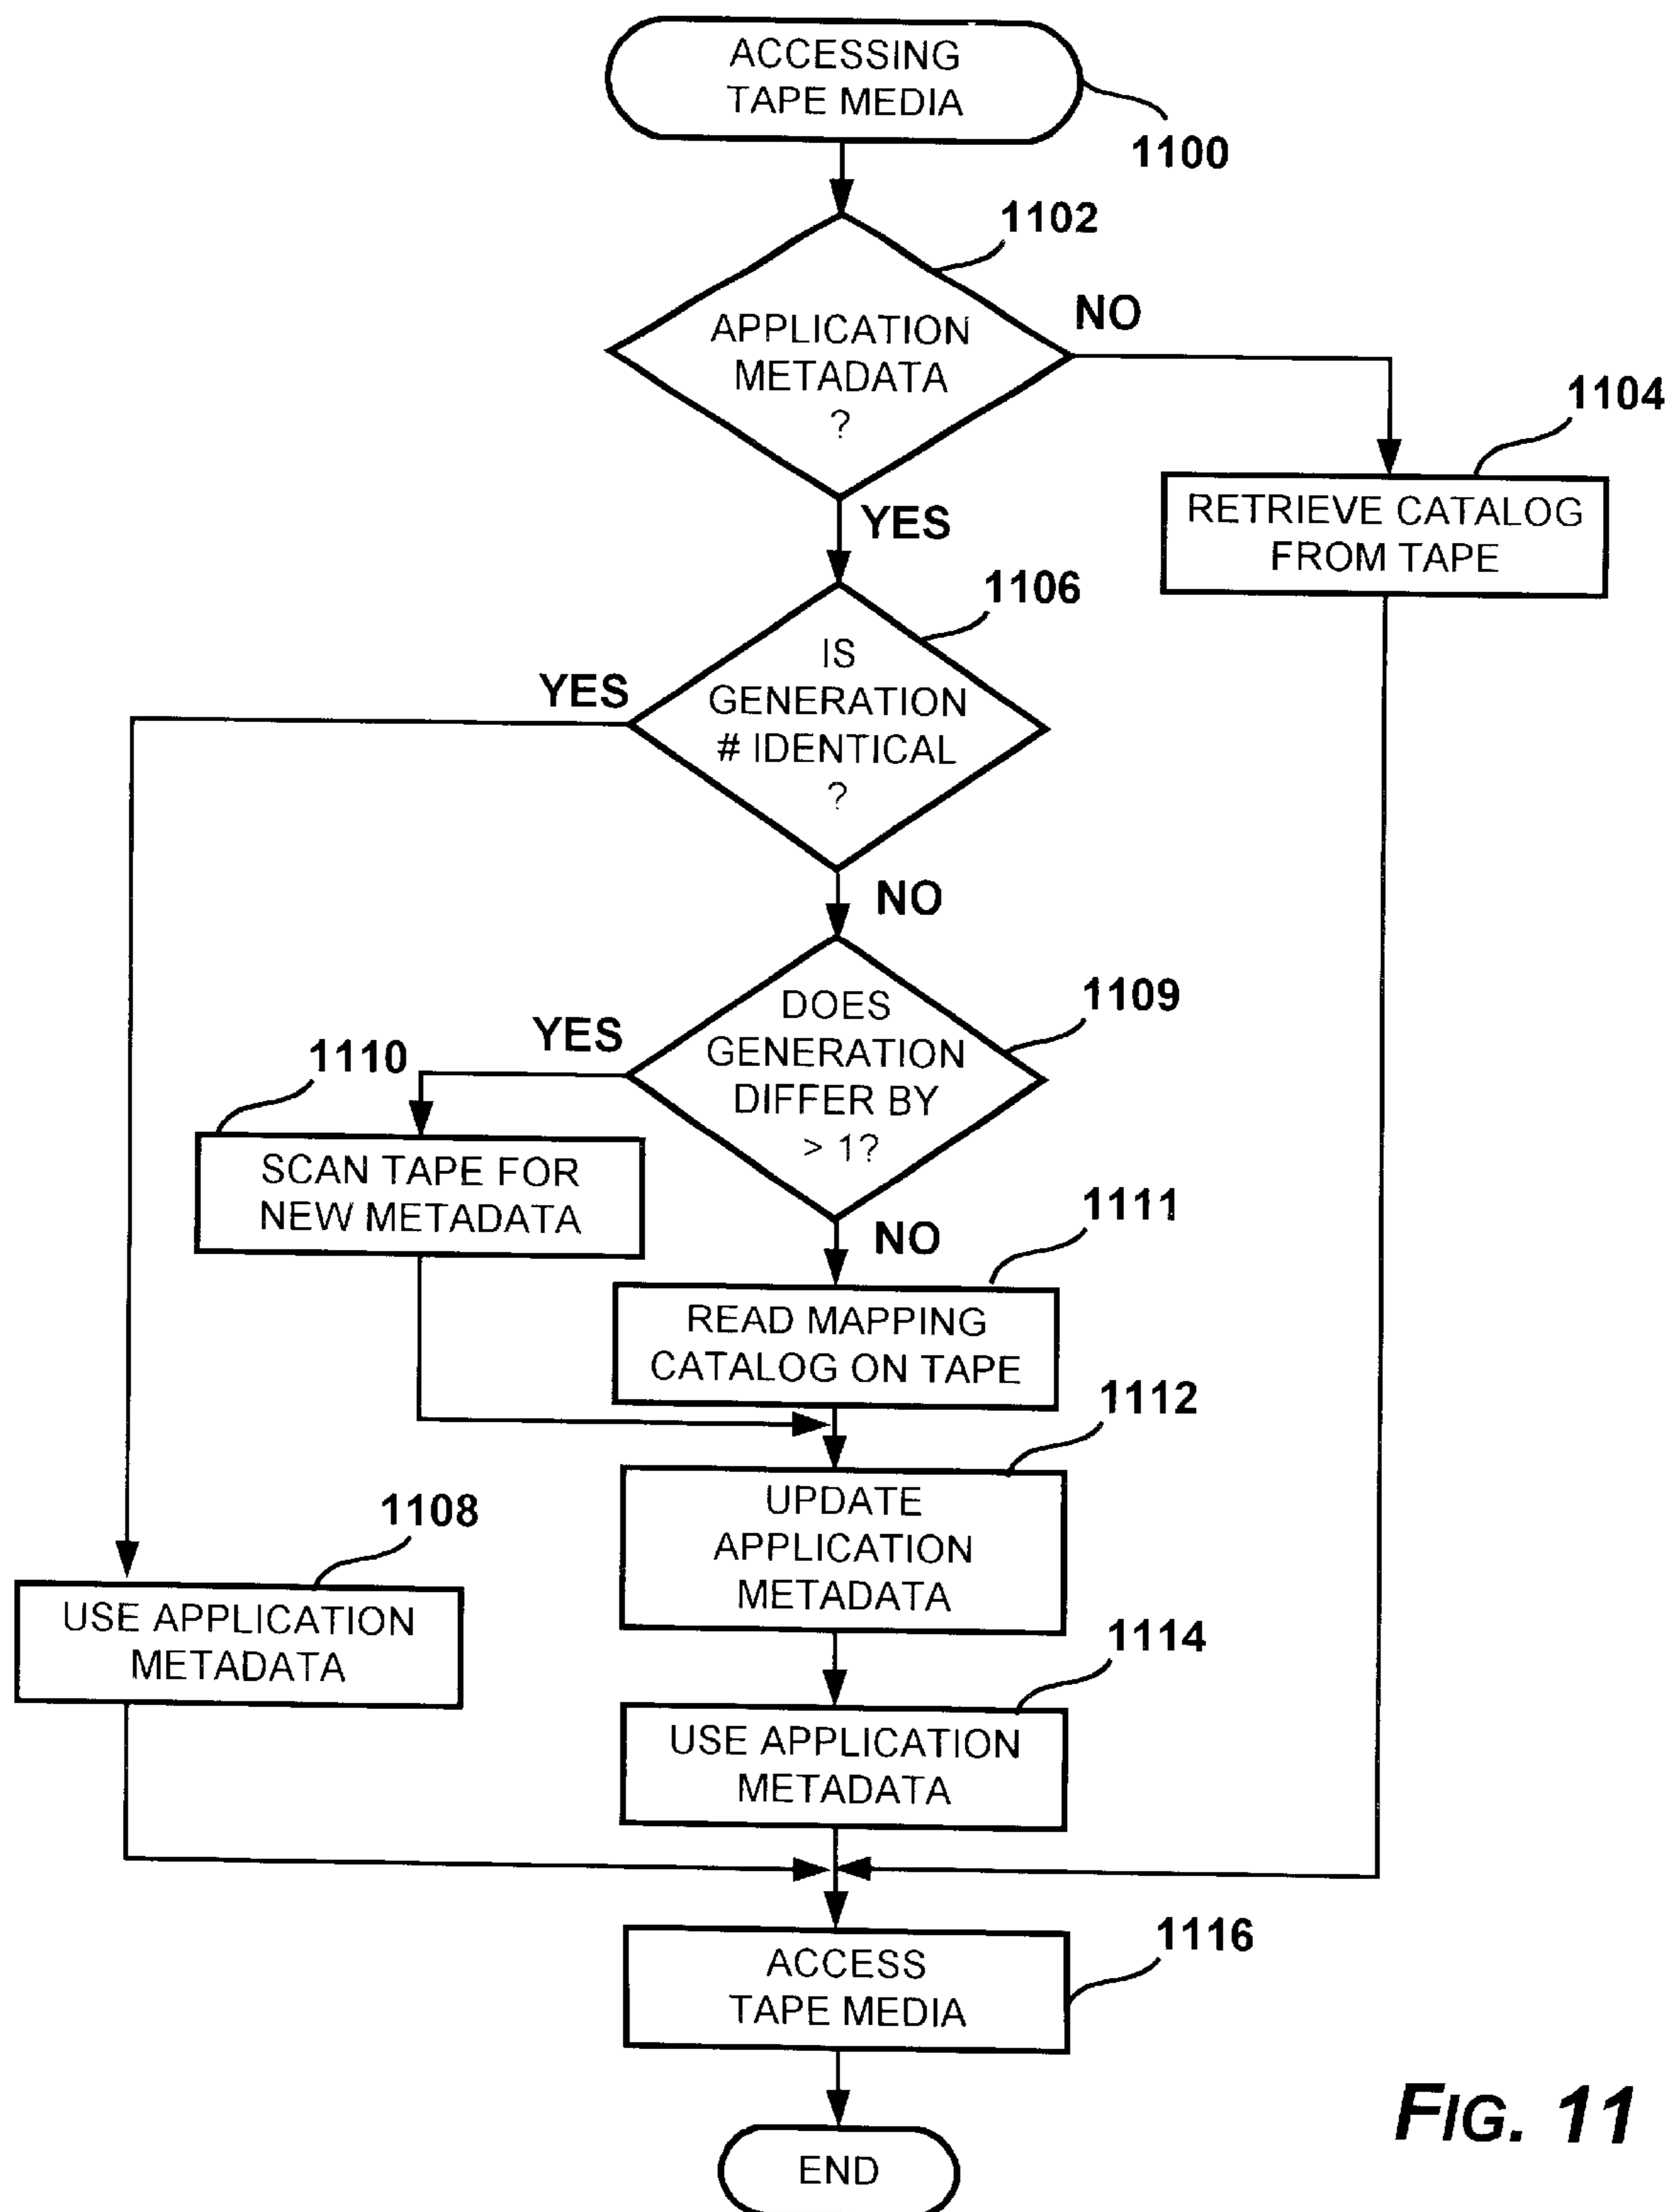 ACCESSING
TAPE MEDIA
1100
1102
APPLICATION
METADATA
?
NO
1104
RETRIEVE CATALOG
FROM TAPE
YES
1106
IS
GENERATION
# IDENTICAL
?
YES
NO
1109
DOES
GENERATION
DIFFER BY
> 1?
YES
1110
SCAN TAPE FOR
NEW METADATA
NO
1111
READ MAPPING
CATALOG ON TAPE
1112
UPDATE
APPLICATION
METADATA
1108
USE APPLICATION
METADATA
1114
USE APPLICATION
METADATA
1116
ACCESS
TAPE MEDIA
END
FIG. 11